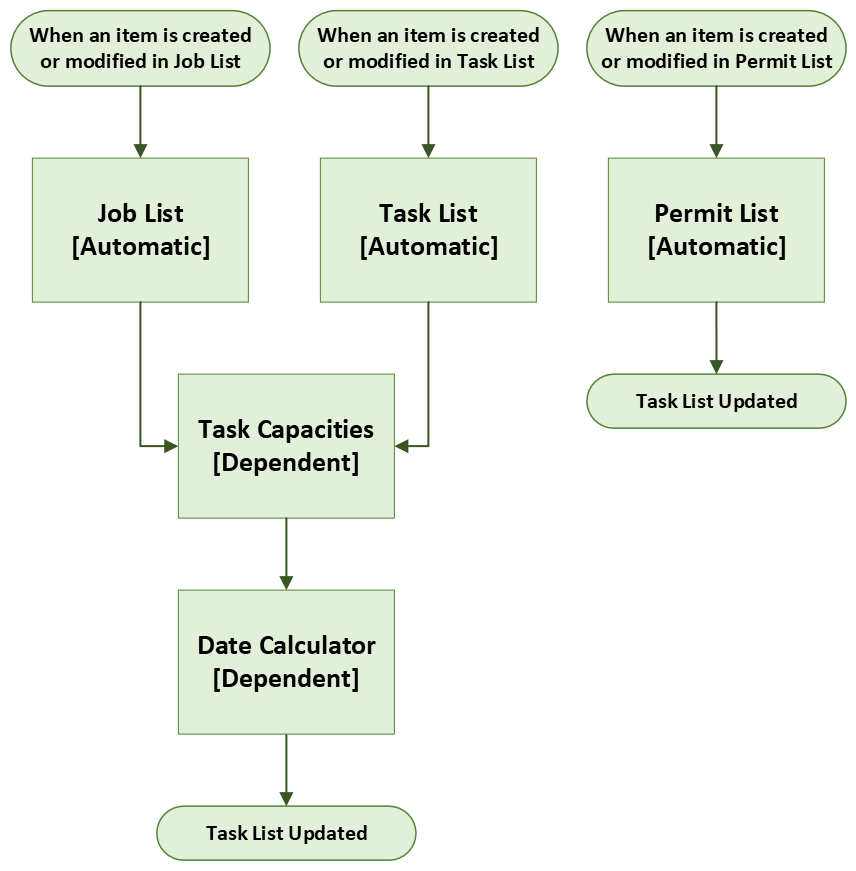 When an item is created
or modified in Job List
When an item is created
or modified in Task List
When an item is created
or modified in Permit List
Job List
[Automatic]
Task List
[Automatic]
Permit List
[Automatic]
Task List Updated
Task Capacities
[Dependent]
Date Calculator
[Dependent]
Task List Updated